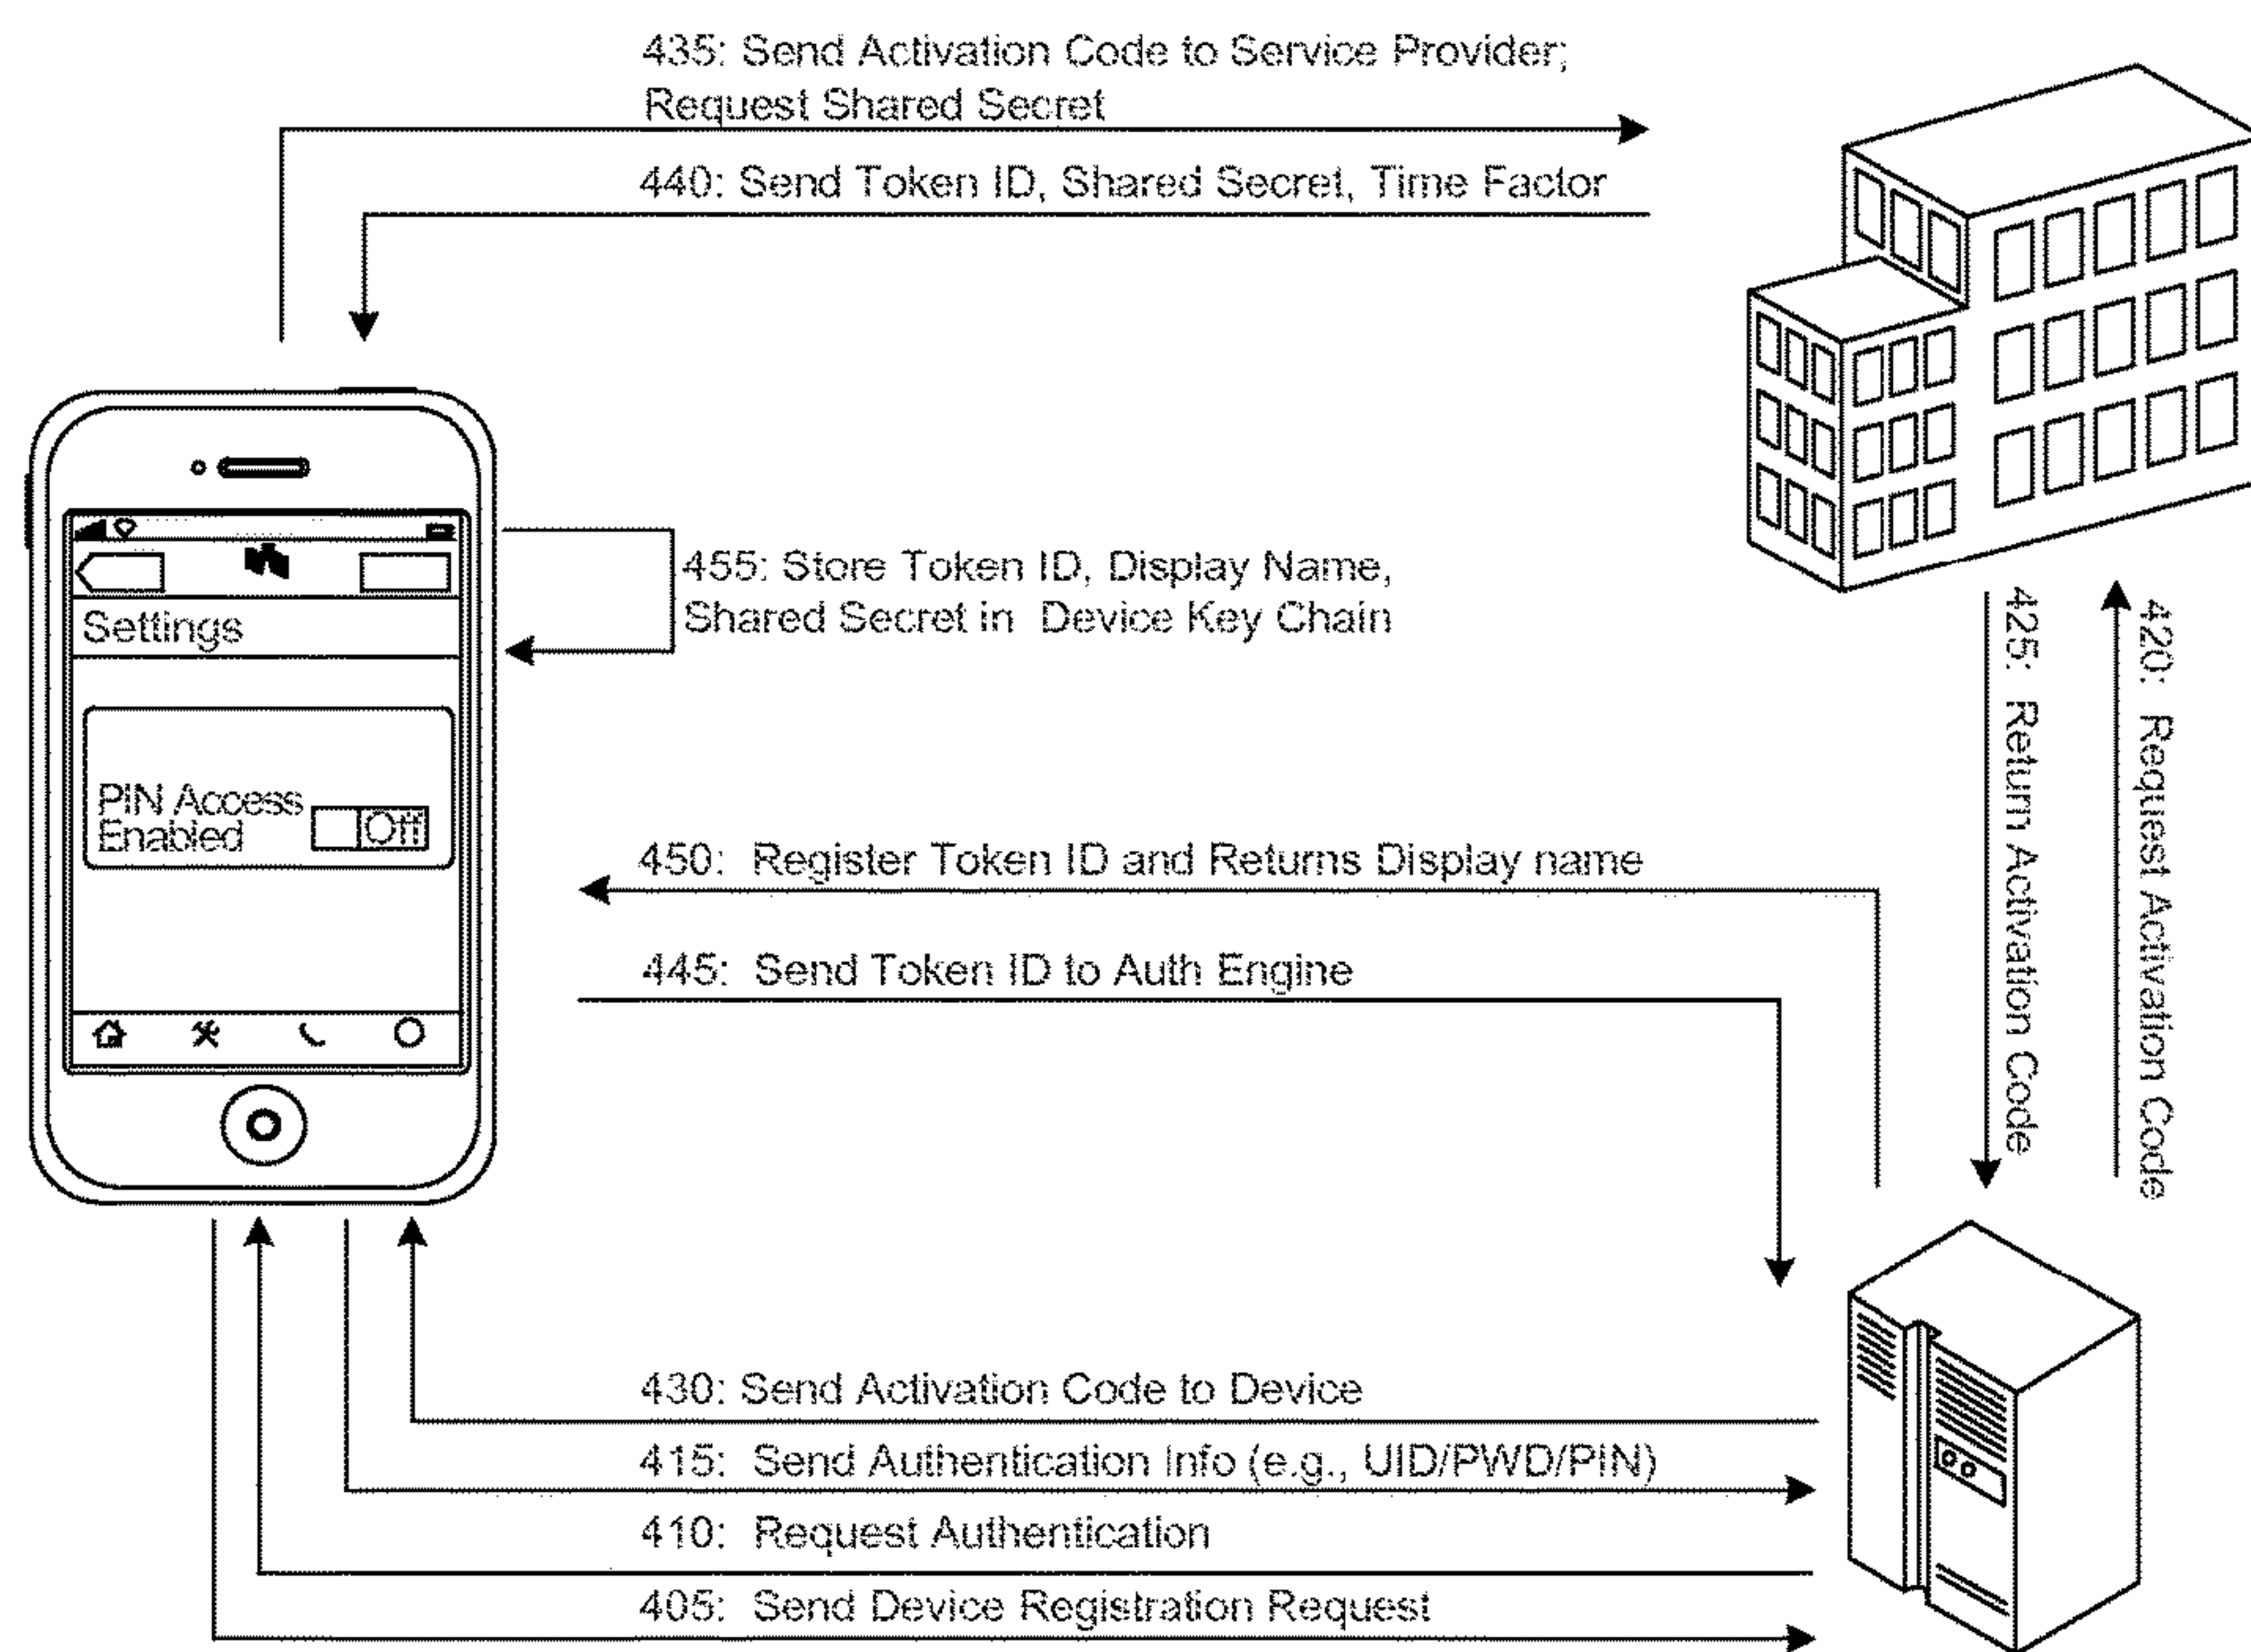 435: Send Activation Code to Service Provider;
Request Shared Secret
440: Send Token ID, Shared Secret, Time Factor
455: Store Token ID, Display Name,
Shared Secret in Device Key Chain
Settings
PIN Access
Enabled
Off
425: Return Activation Code
420: Request Activation Code
450: Register Token ID and Returns Display name
445: Send Token ID to Auth Engine
430: Send Activation Code to Device
415: Send Authentication Info (e.g., UID/PWD/PIN)
410: Request Authentication
405: Send Device Registration Request